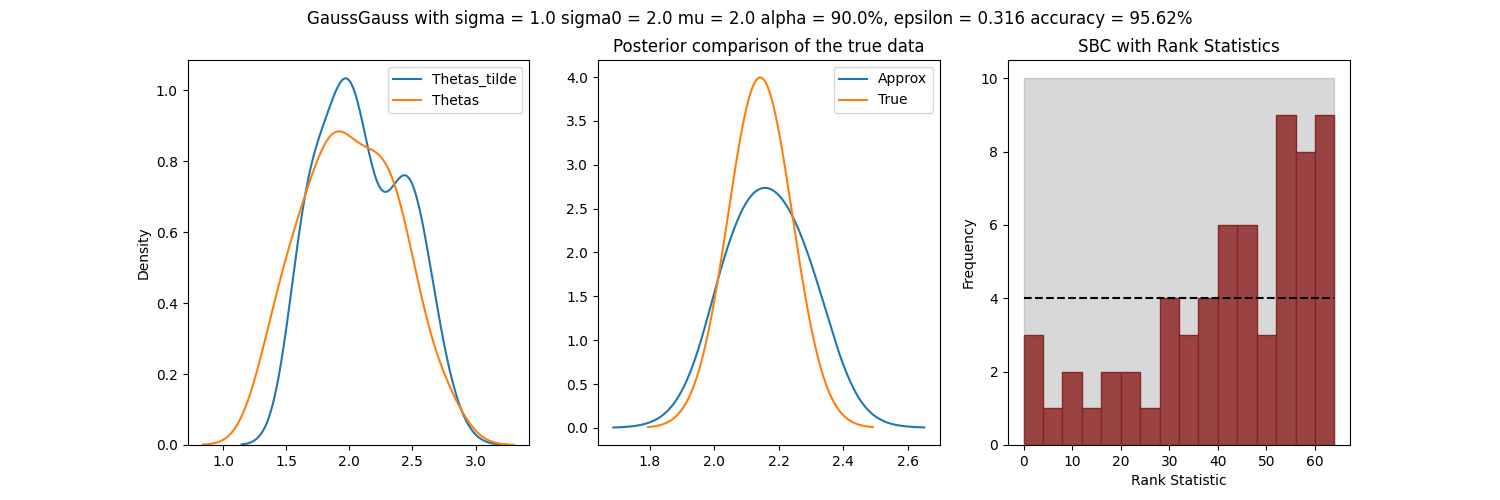 GaussGauss with sigma = 1.0 sigma0 = 2.0 mu = 2.0 alpha = 90.0%, epsilon = 0.316 accuracy = 95.62%
Thetas_tilde
Thetas
Density
1.0
0.8
0.6
0.4
0.2
0.0
1.0 1.5 2.0 2.5 3.0
Posterior comparison of the true data
Approx
True
4.0
3.5
3.0
2.5
2.0
1.5
1.0
0.5
0.0
1.8 2.0 2.2 2.4 2.6
SBC with Rank Statistics
Frequency
10
8
6
4
2
0
0 10 20 30 40 50 60
Rank Statistic